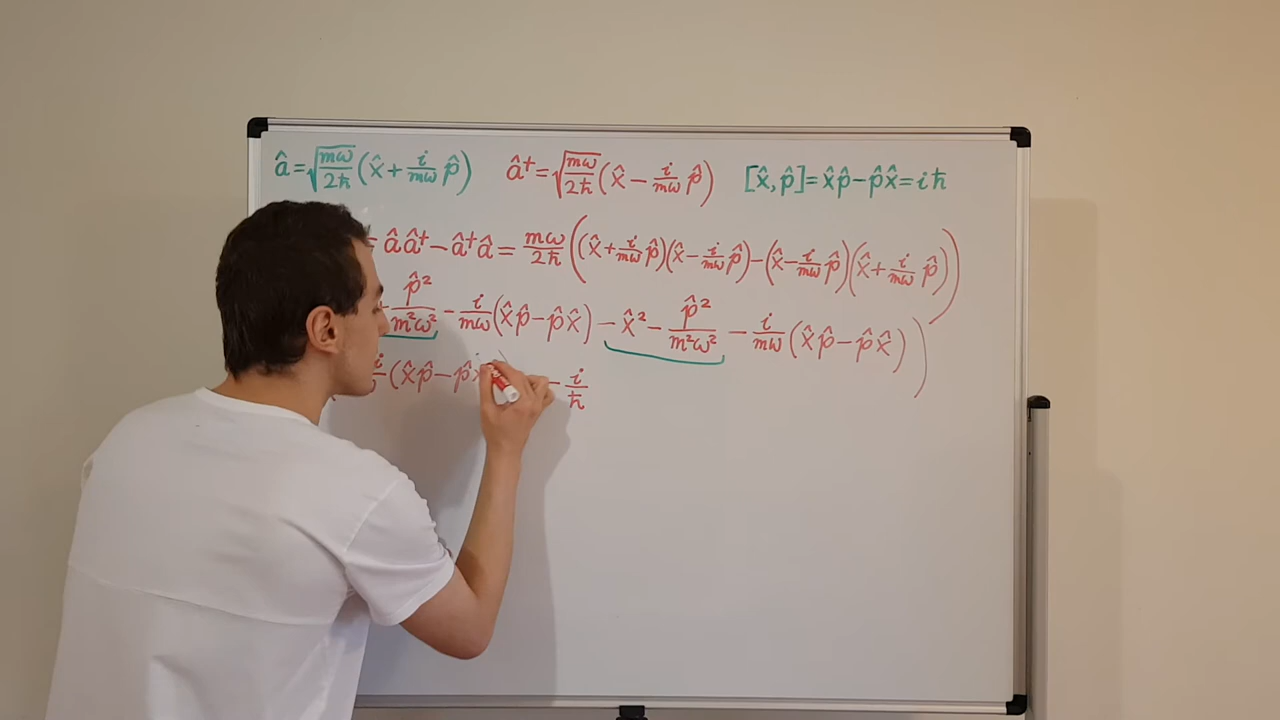 â = √(mω/2ħ) (x̂ + i/mω p̂) â† = √(mω/2ħ) (x̂ − i/mω p̂) [x̂, p̂] = x̂p̂ − p̂x̂ = iħ
= ââ† − â†â = mω/2ħ ((x̂ + i/mω p̂)(x̂ − i/mω p̂) − (x̂ − i/mω p̂)(x̂ + i/mω p̂))
p̂²/m²ω² − i/mω (x̂p̂ − p̂x̂) − x̂² − p̂²/m²ω² − i/mω (x̂p̂ − p̂x̂))
(x̂p̂ − p̂x̂) − i/ħ